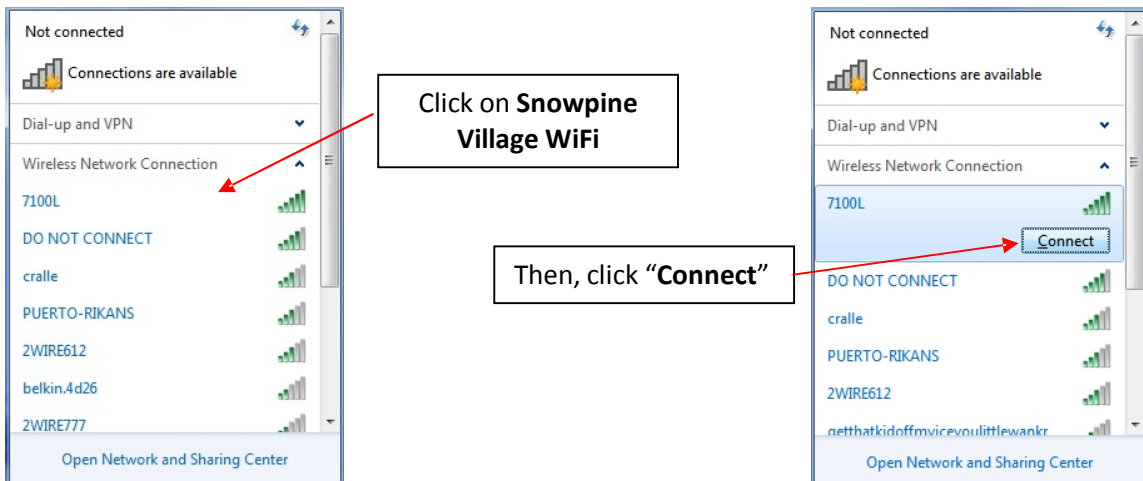 Not connected
Connections are available
Dial-up and VPN
Wireless Network Connection
7100L
DO NOT CONNECT
cralle
PUERTO-RIKANS
2WIRE612
belkin.4d26
2WIRE777
Open Network and Sharing Center
Click on Snowpine
Village WiFi
Then, click “Connect”
Not connected
Connections are available
Dial-up and VPN
Wireless Network Connection
7100L
Connect
DO NOT CONNECT
cralle
PUERTO-RIKANS
2WIRE612
getthatkidoffmyiceyoulittlewankr
Open Network and Sharing Center